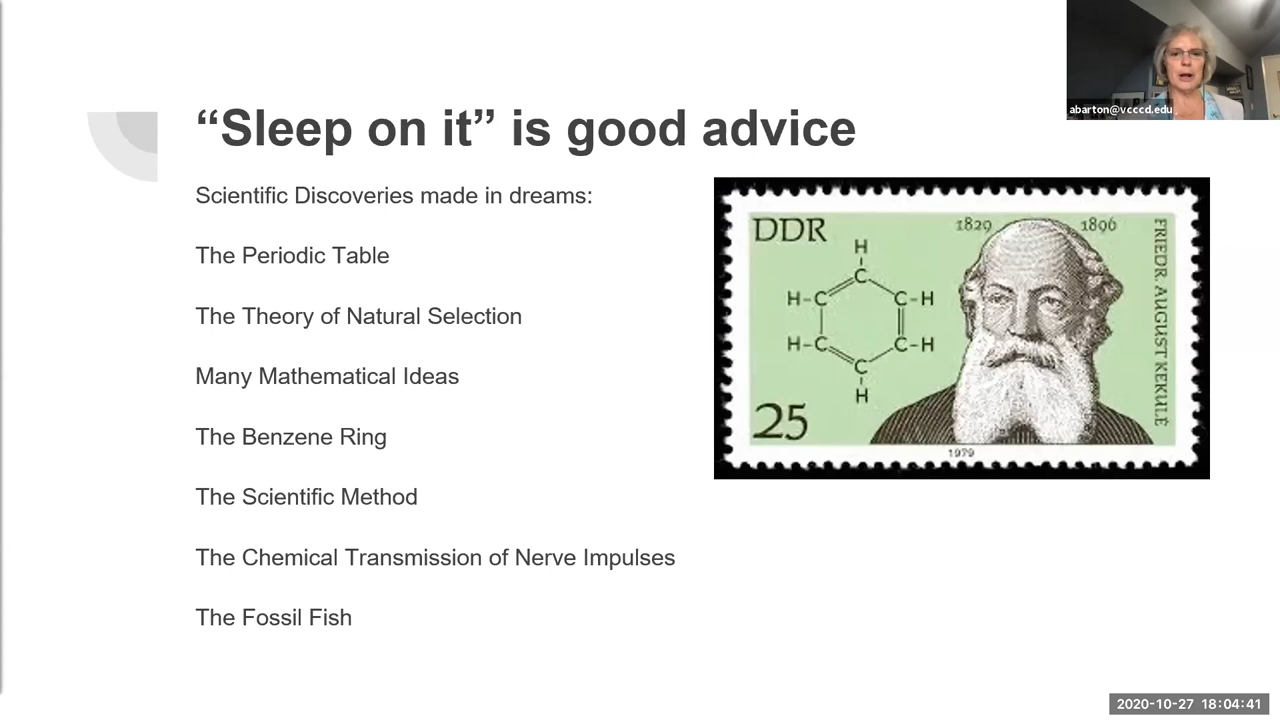 abarton@vcccd.edu
“Sleep on it” is good advice
Scientific Discoveries made in dreams:
The Periodic Table
The Theory of Natural Selection
Many Mathematical Ideas
The Benzene Ring
The Scientific Method
The Chemical Transmission of Nerve Impulses
The Fossil Fish
DDR
1829 1896
FRIEDR. AUGUST KEKULÉ
H
C
H-C C-H
H-C C-H
C
H
25
1979
2020-10-27 18:04:41